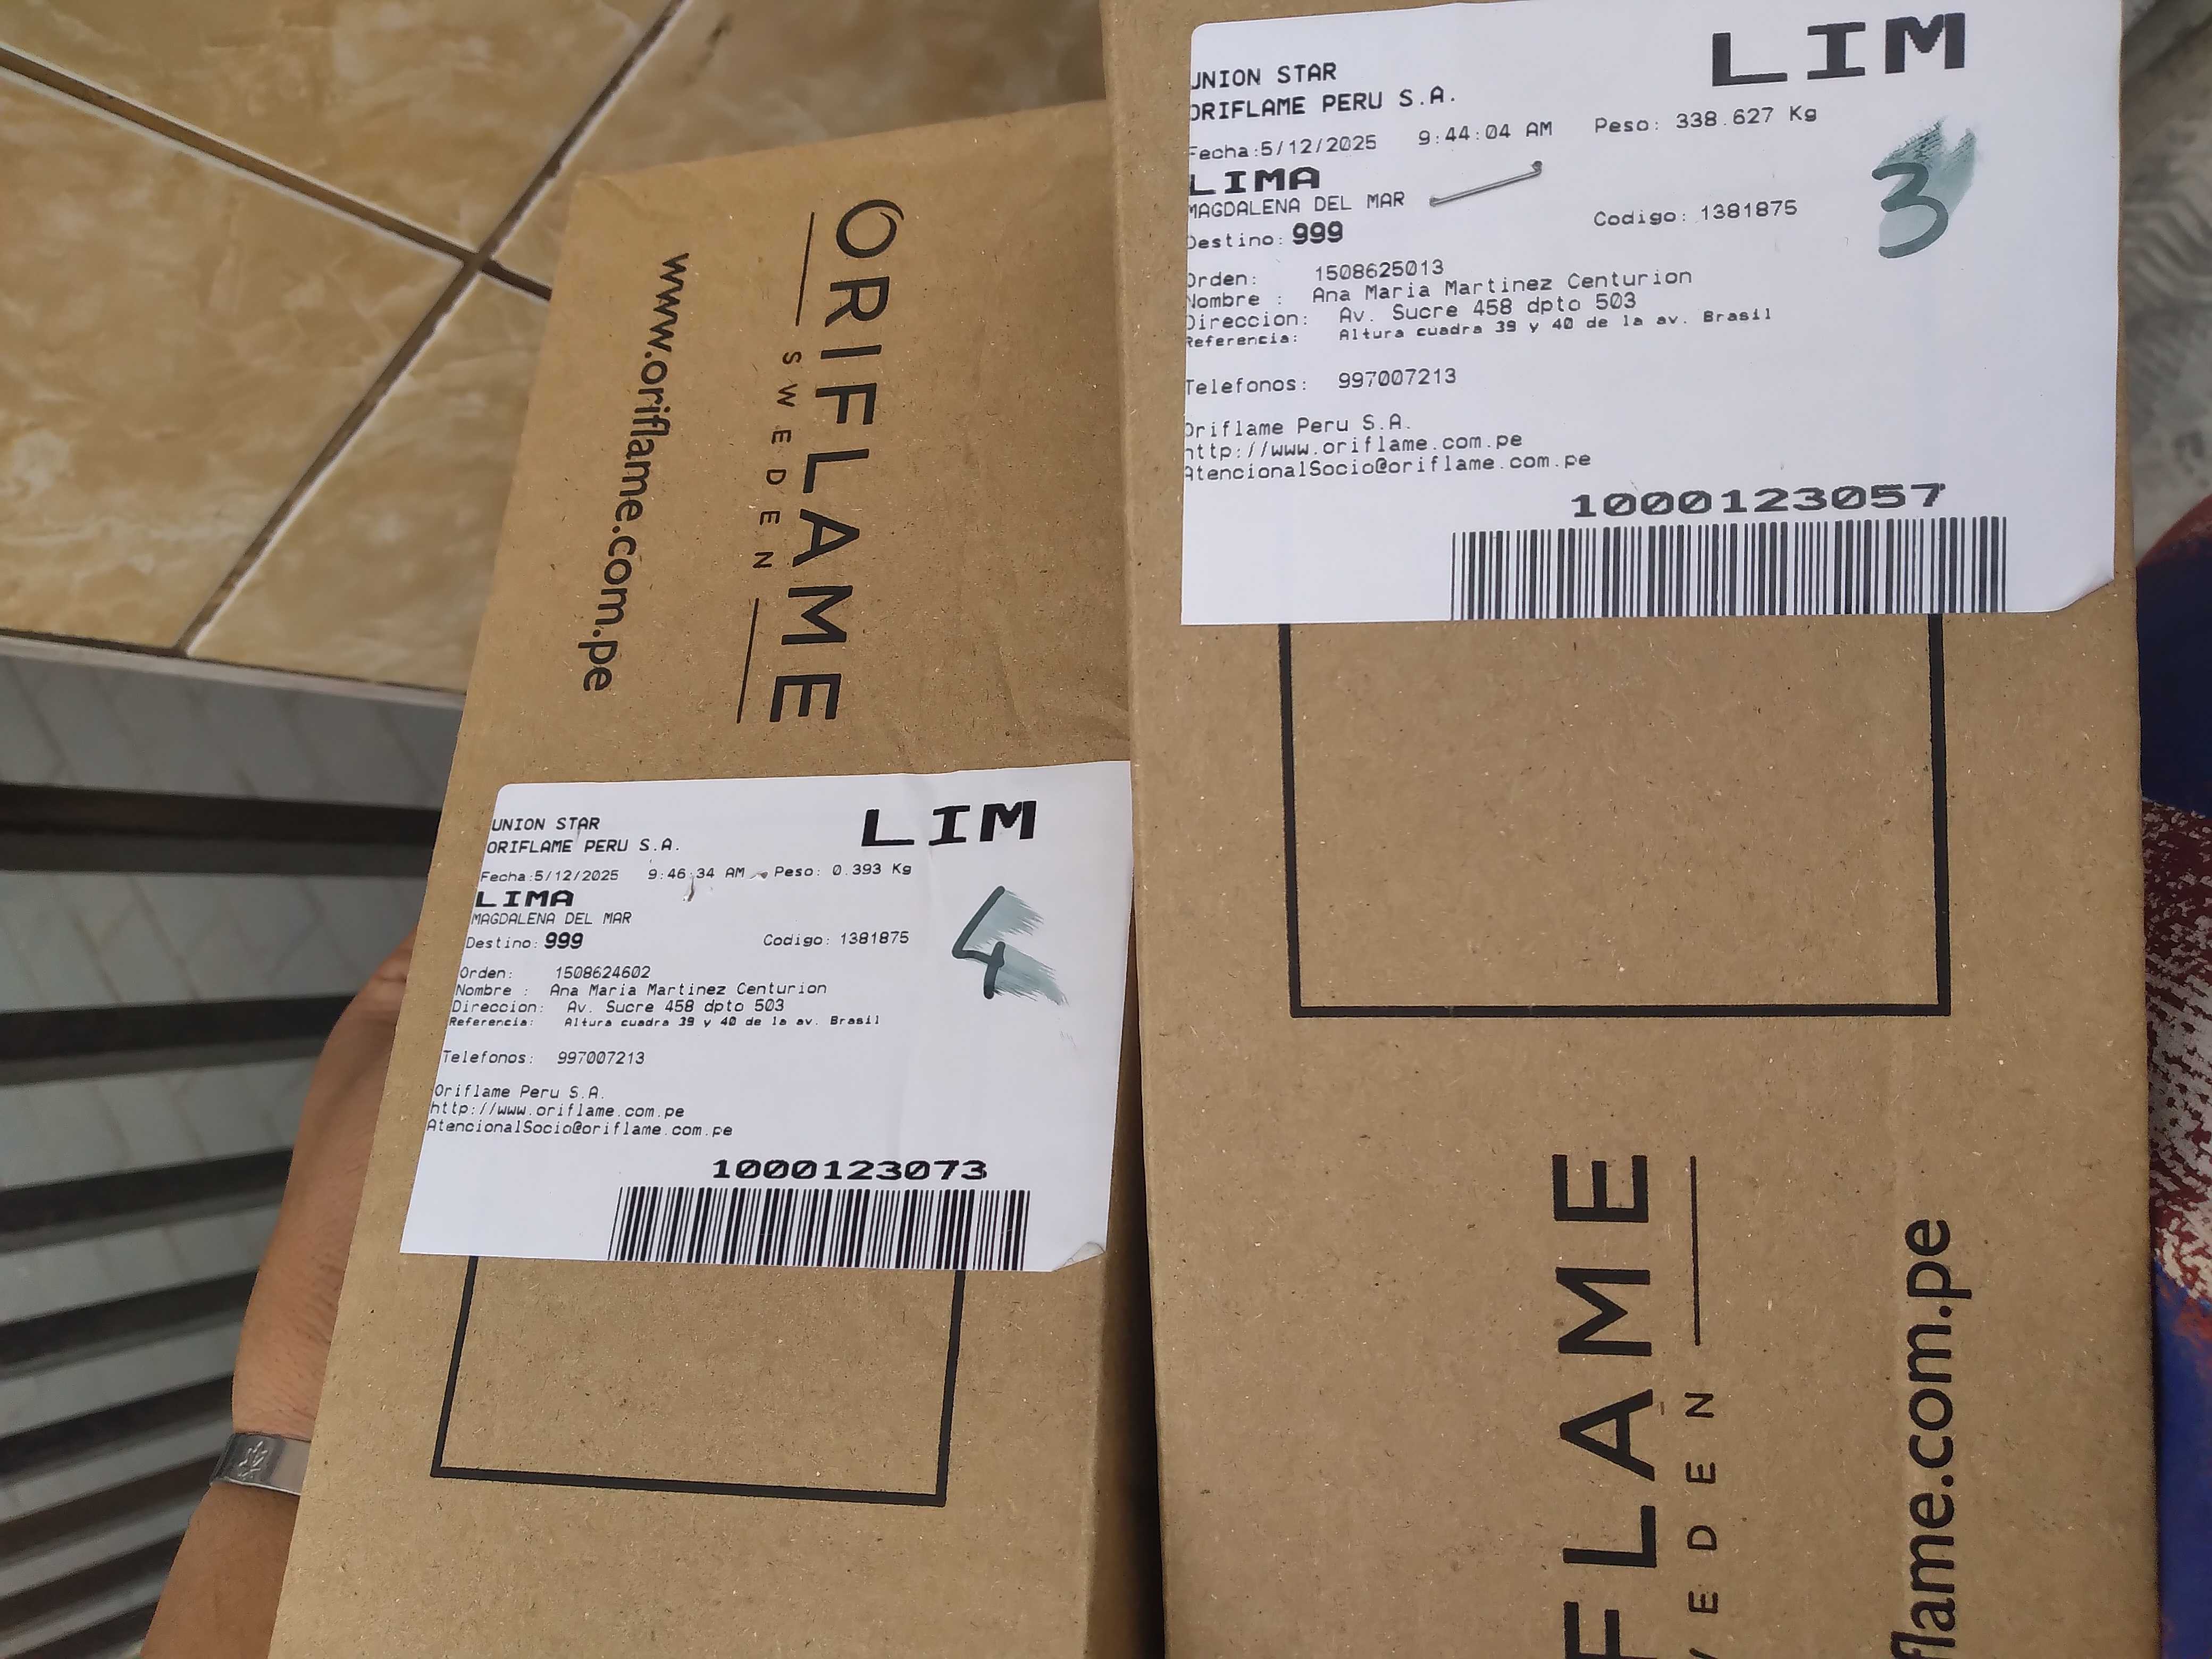 ORIFLAME
SWEDEN
www.oriflame.com.pe
UNION STAR
LIM
ORIFLAME PERU S.A.
Fecha:5/12/2025 9:46:34 AM Peso: 0.393 Kg
LIMA
MAGDALENA DEL MAR
Destino: 999 Codigo: 1381875
4
Orden: 1508624602
Nombre : Ana Maria Martinez Centurion
Direccion: Av. Sucre 458 dpto 503
Referencia: Altura cuadra 39 y 40 de la av. Brasil
Telefonos: 997007213
Oriflame Peru S.A.
http://www.oriflame.com.pe
AtencionalSocio@oriflame.com.pe
1000123073
UNION STAR
LIM
ORIFLAME PERU S.A.
Fecha:5/12/2025 9:44:04 AM Peso: 338.627 Kg
LIMA
MAGDALENA DEL MAR
3
Destino: 999 Codigo: 1381875
Orden: 1508625013
Nombre : Ana Maria Martinez Centurion
Direccion: Av. Sucre 458 dpto 503
Referencia: Altura cuadra 39 y 40 de la av. Brasil
Telefonos: 997007213
Oriflame Peru S.A.
http://www.oriflame.com.pe
AtencionalSocio@oriflame.com.pe
1000123057
FLAME
EDEN
flame.com.pe